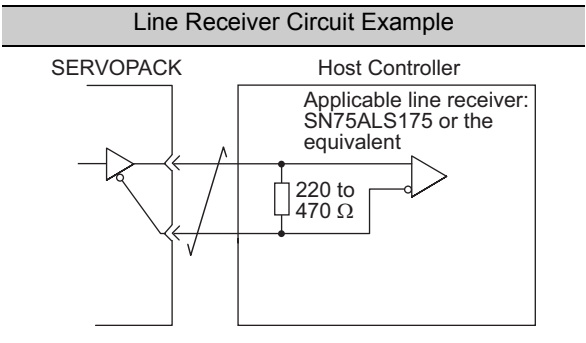 Line Receiver Circuit Example
SERVOPACK
Host Controller
Applicable line receiver:
SN75ALS175 or the
equivalent
220 to
470 Ω